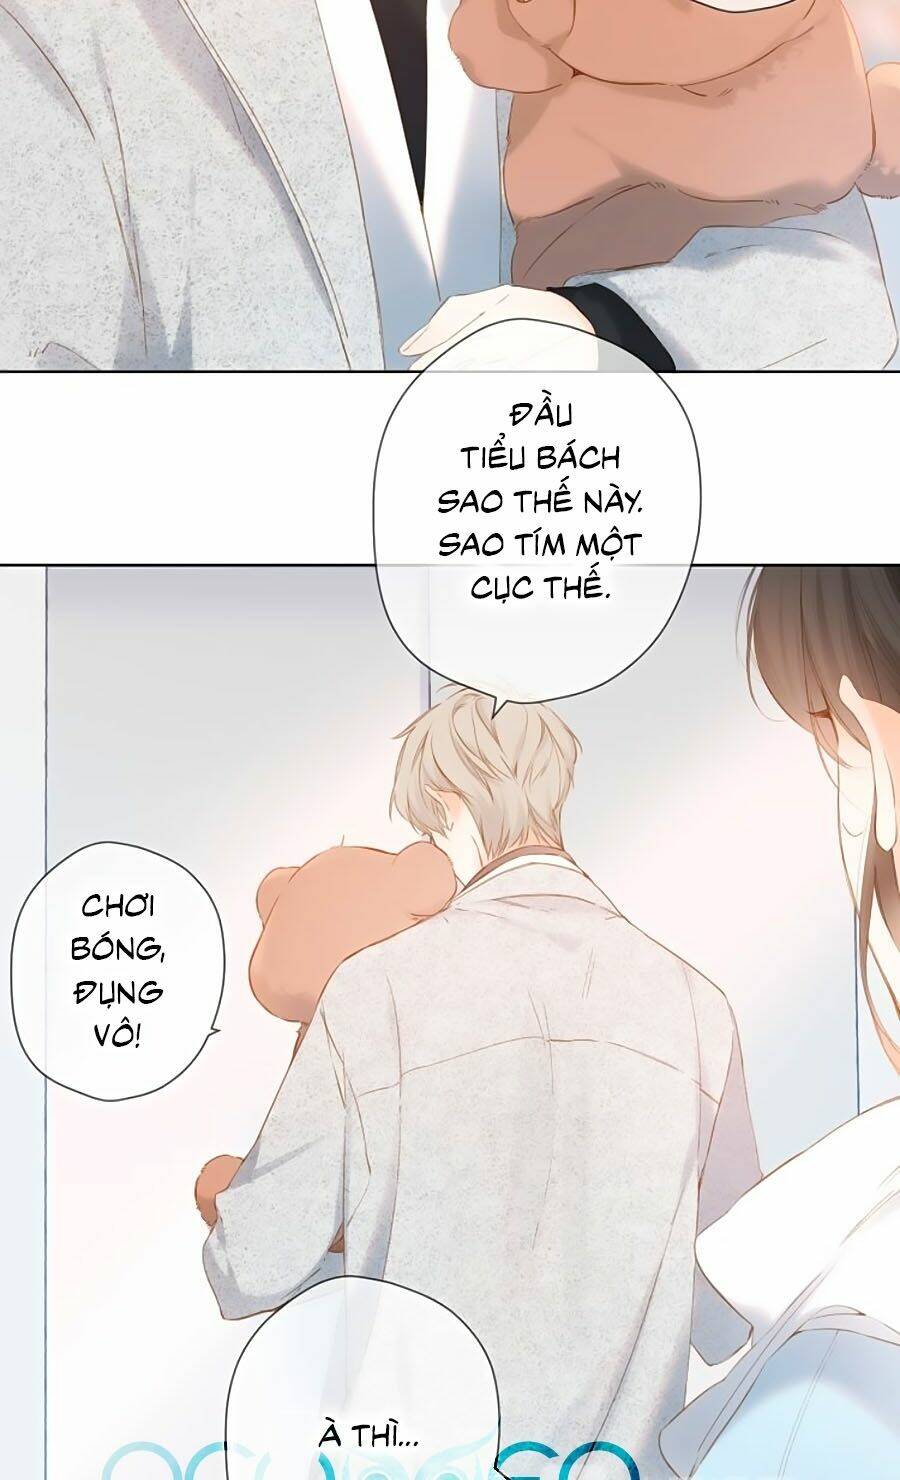 ĐẦU
TIỂU BÁCH
SAO THẾ NÀY.
SAO TÍM MỘT
CỤC THẾ.
CHƠI
BÓNG,
ĐỤNG
VÔ!
À THÌ...